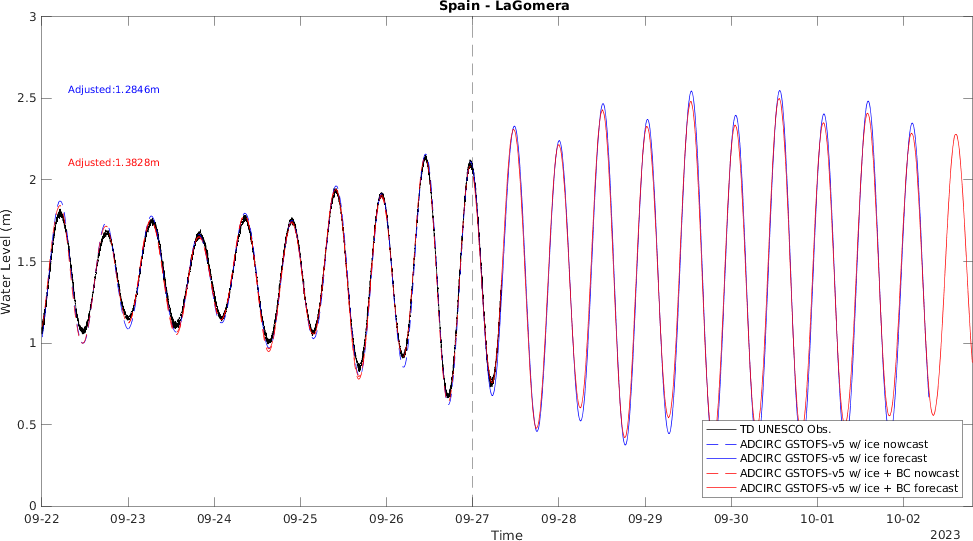 Spain - LaGomera
3
2.5
2
1.5
1
0.5
0
Water Level (m)
Adjusted:1.2846m
Adjusted:1.3828m
TD UNESCO Obs.
ADCIRC GSTOFS-v5 w/ ice nowcast
ADCIRC GSTOFS-v5 w/ ice forecast
ADCIRC GSTOFS-v5 w/ ice + BC nowcast
ADCIRC GSTOFS-v5 w/ ice + BC forecast
09-22 09-23 09-24 09-25 09-26 09-27 09-28 09-29 09-30 10-01 10-02
Time
2023